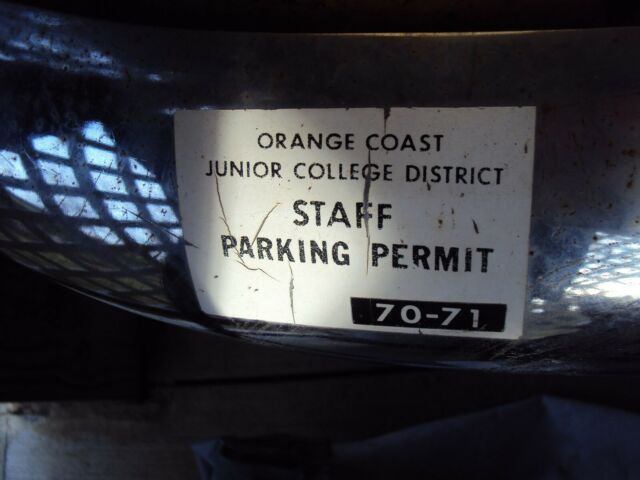 ORANGE COAST
JUNIOR COLLEGE DISTRICT
STAFF
PARKING PERMIT
70-71